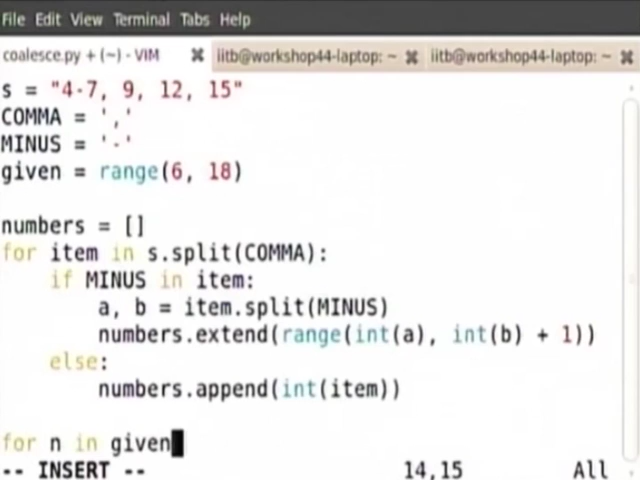 File Edit View Terminal Tabs Help
coalesce.py + (~) - VIM ✖ iitb@workshop44-laptop: ~ ✖ iitb@workshop44-laptop: ~ ✖
s = "4-7, 9, 12, 15"
COMMA = ','
MINUS = '-'
given = range(6, 18)
numbers = []
for item in s.split(COMMA):
    if MINUS in item:
        a, b = item.split(MINUS)
        numbers.extend(range(int(a), int(b) + 1))
    else:
        numbers.append(int(item))
for n in given
-- INSERT -- 14,15 All